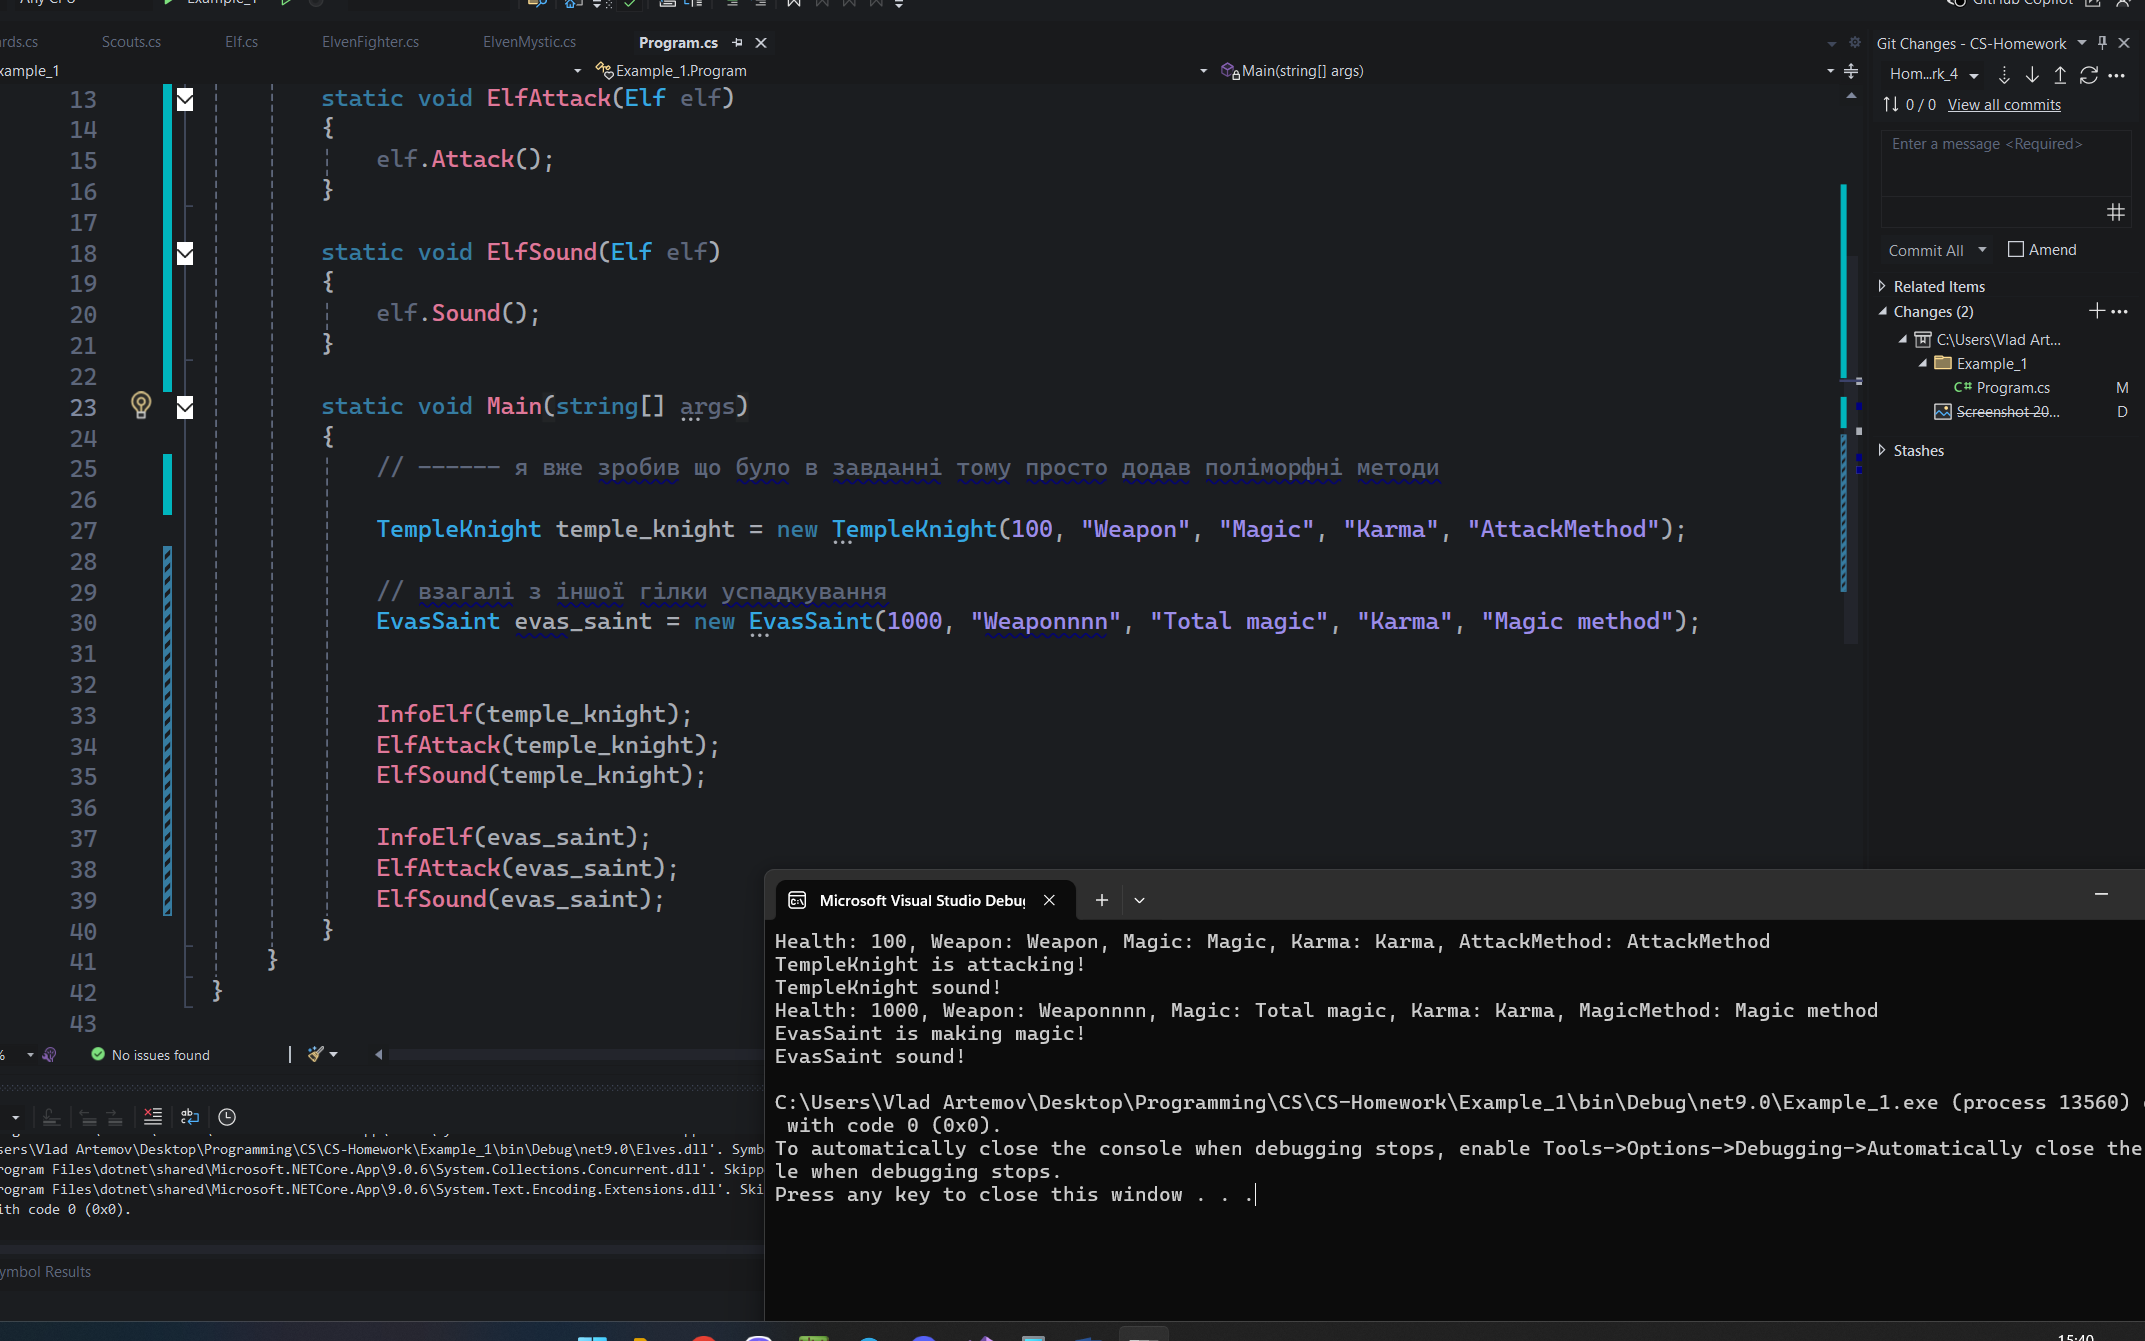 Any CPU Example_1 GitHub Copilot
rds.cs Scouts.cs Elf.cs ElvenFighter.cs ElvenMystic.cs Program.cs
xample_1 Example_1.Program Main(string[] args)
13 static void ElfAttack(Elf elf)
14 {
15 elf.Attack();
16 }
17
18 static void ElfSound(Elf elf)
19 {
20 elf.Sound();
21 }
22
23 static void Main(string[] args)
24 {
25 // ------ я вже зробив що було в завданні тому просто додав поліморфні методи
26
27 TempleKnight temple_knight = new TempleKnight(100, "Weapon", "Magic", "Karma", "AttackMethod");
28
29 // взагалі з іншої гілки успадкування
30 EvasSaint evas_saint = new EvasSaint(1000, "Weaponnnn", "Total magic", "Karma", "Magic method");
31
32
33 InfoElf(temple_knight);
34 ElfAttack(temple_knight);
35 ElfSound(temple_knight);
36
37 InfoElf(evas_saint);
38 ElfAttack(evas_saint);
39 ElfSound(evas_saint);
40 }
41 }
42 }
43
% No issues found
Git Changes - CS-Homework
Hom...rk_4
0 / 0 View all commits
Enter a message <Required>
Commit All Amend
Related Items
Changes (2)
C:\Users\Vlad Art...
Example_1
C# Program.cs M
Screenshot 20... D
Stashes
sers\Vlad Artemov\Desktop\Programming\CS\CS-Homework\Example_1\bin\Debug\net9.0\Elves.dll'. Symb
rogram Files\dotnet\shared\Microsoft.NETCore.App\9.0.6\System.Collections.Concurrent.dll'. Skipp
rogram Files\dotnet\shared\Microsoft.NETCore.App\9.0.6\System.Text.Encoding.Extensions.dll'. Ski
ith code 0 (0x0).
ymbol Results
Microsoft Visual Studio Debug
Health: 100, Weapon: Weapon, Magic: Magic, Karma: Karma, AttackMethod: AttackMethod
TempleKnight is attacking!
TempleKnight sound!
Health: 1000, Weapon: Weaponnnn, Magic: Total magic, Karma: Karma, MagicMethod: Magic method
EvasSaint is making magic!
EvasSaint sound!
C:\Users\Vlad Artemov\Desktop\Programming\CS\CS-Homework\Example_1\bin\Debug\net9.0\Example_1.exe (process 13560)
with code 0 (0x0).
To automatically close the console when debugging stops, enable Tools->Options->Debugging->Automatically close the
le when debugging stops.
Press any key to close this window . . .
15:40